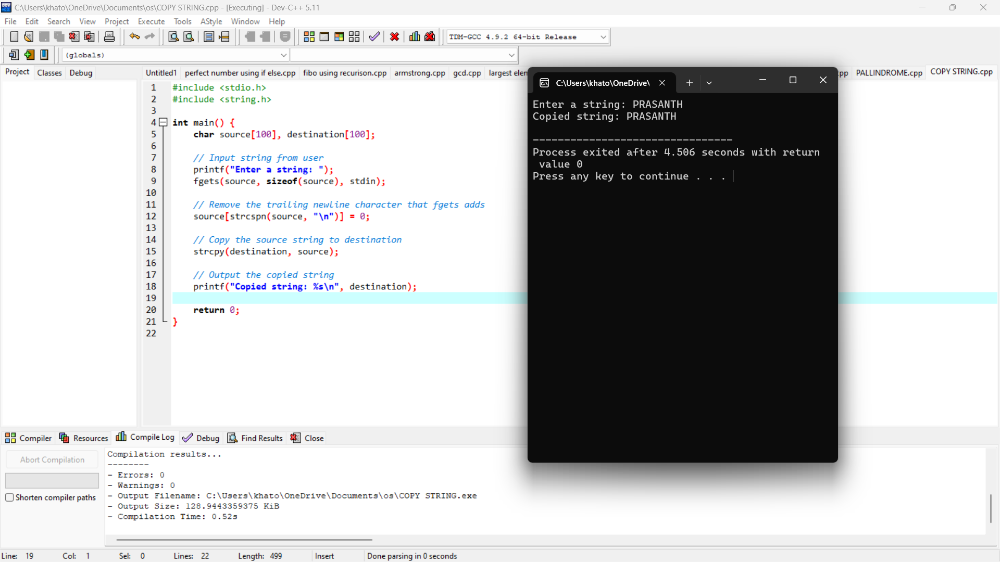 C:\Users\khato\OneDrive\Documents\os\COPY STRING.cpp - [Executing] - Dev-C++ 5.11
File Edit Search View Project Execute Tools AStyle Window Help
TDM-GCC 4.9.2 64-bit Release
(globals)
Project Classes Debug
Untitled1 perfect number using if else.cpp fibo using recurison.cpp armstrong.cpp gcd.cpp largest elen pp PALLINDROME.cpp COPY STRING.cpp
1 #include <stdio.h>
2 #include <string.h>
3
4 int main() {
5 char source[100], destination[100];
6
7 // Input string from user
8 printf("Enter a string: ");
9 fgets(source, sizeof(source), stdin);
10
11 // Remove the trailing newline character that fgets adds
12 source[strcspn(source, "\n")] = 0;
13
14 // Copy the source string to destination
15 strcpy(destination, source);
16
17 // Output the copied string
18 printf("Copied string: %s\n", destination);
19
20 return 0;
21 }
22
C:\Users\khato\OneDrive\
Enter a string: PRASANTH
Copied string: PRASANTH
--------------------------------
Process exited after 4.506 seconds with return
value 0
Press any key to continue . . .
Compiler Resources Compile Log Debug Find Results Close
Abort Compilation
Shorten compiler paths
Compilation results...
--------
- Errors: 0
- Warnings: 0
- Output Filename: C:\Users\khato\OneDrive\Documents\os\COPY STRING.exe
- Output Size: 128.9443359375 KiB
- Compilation Time: 0.52s
Line: 19 Col: 1 Sel: 0 Lines: 22 Length: 499 Insert Done parsing in 0 seconds